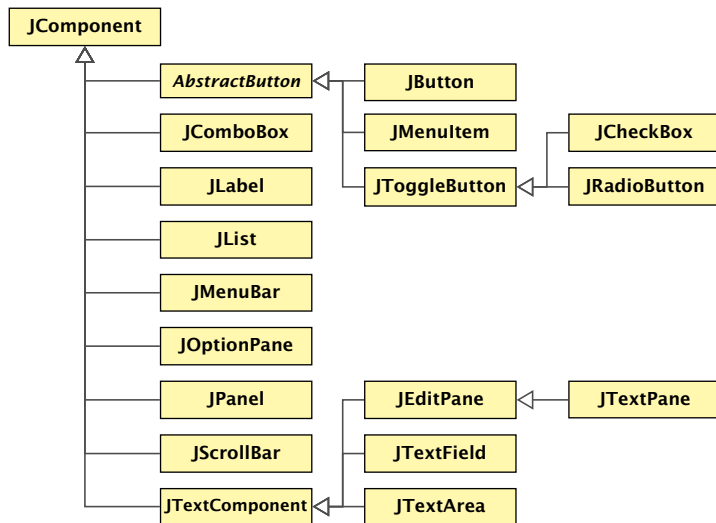 JComponent
AbstractButton
JButton
JComboBox
JMenuItem
JCheckBox
JLabel
JToggleButton
JRadioButton
JList
JMenuBar
JOptionPane
JPanel
JEditPane
JTextPane
JScrollBar
JTextField
JTextComponent
JTextArea